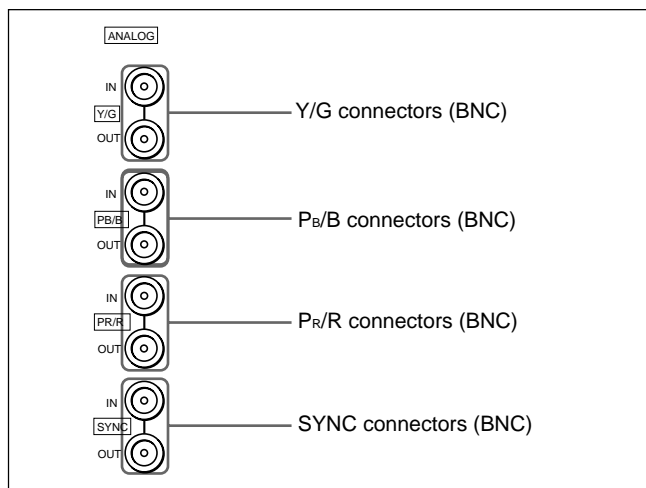 ANALOG
IN
Y/G
OUT
Y/G connectors (BNC)
IN
PB/B
OUT
PB/B connectors (BNC)
IN
PR/R
OUT
PR/R connectors (BNC)
IN
SYNC
OUT
SYNC connectors (BNC)